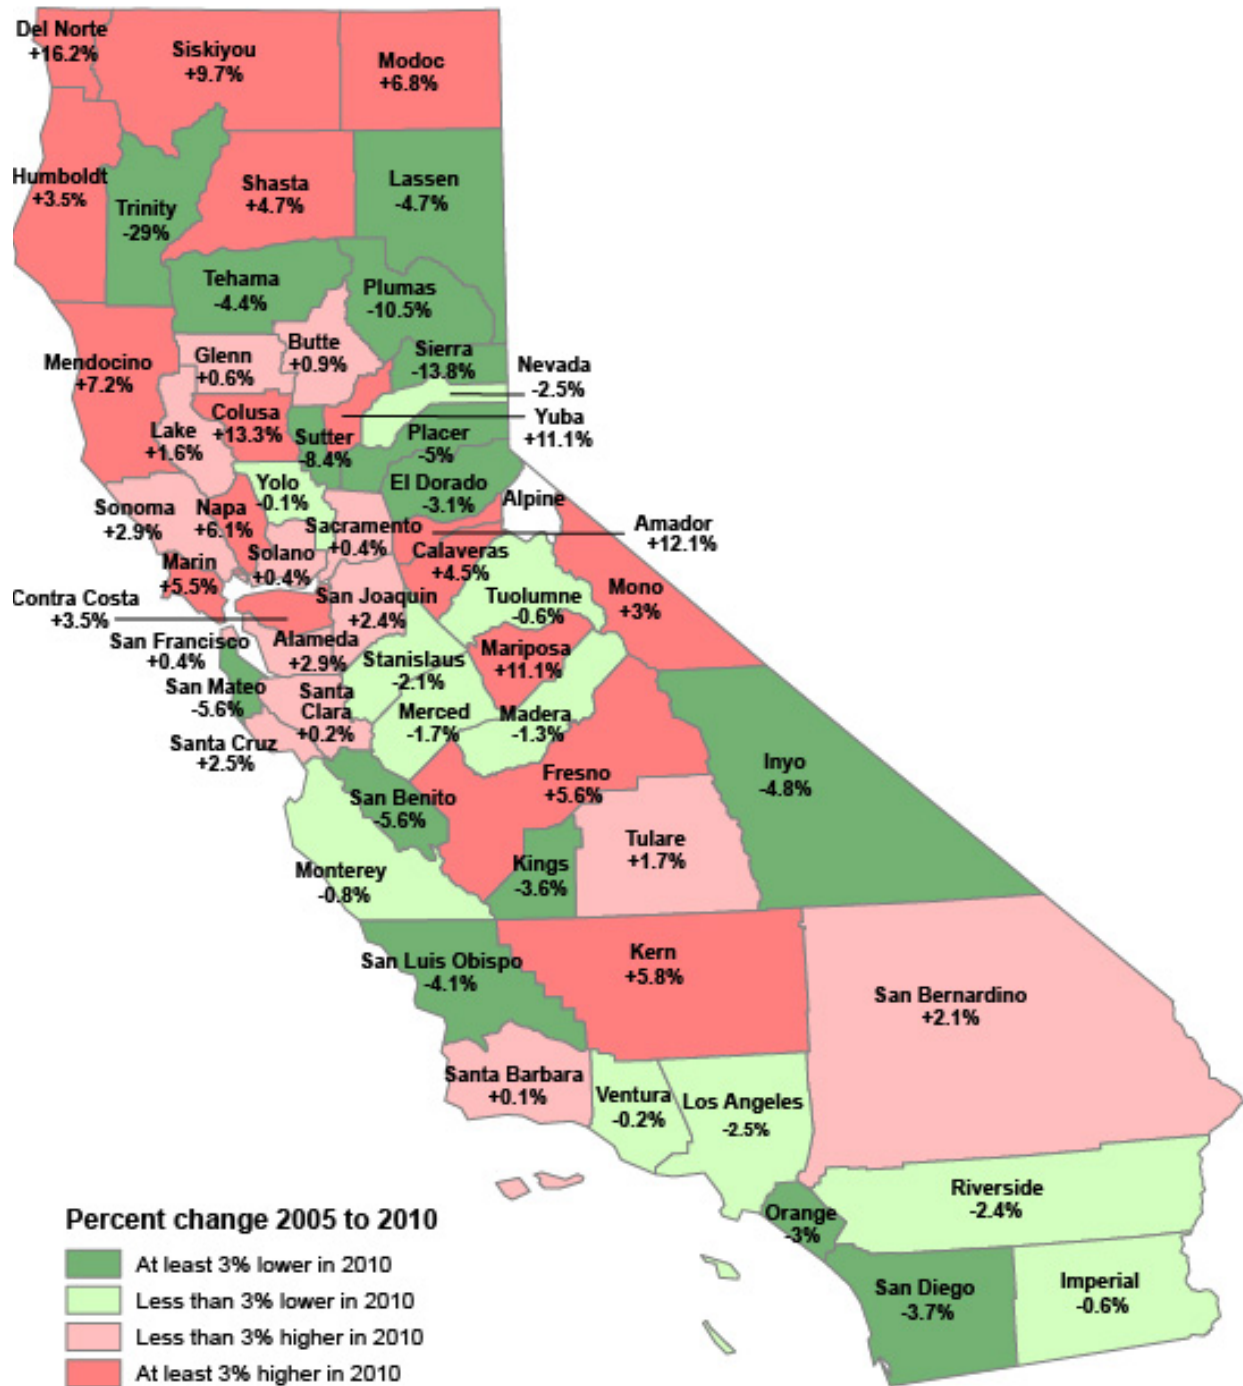 Del Norte
+16.2%
Siskiyou
+9.7%
Modoc
+6.8%
Humboldt
+3.5%
Trinity
-29%
Shasta
+4.7%
Lassen
-4.7%
Tehama
-4.4%
Plumas
-10.5%
Mendocino
+7.2%
Glenn
+0.6%
Butte
+0.9%
Sierra
-13.8%
Nevada
-2.5%
Yuba
+11.1%
Lake
+1.6%
Colusa
+13.3%
Sutter
-8.4%
Placer
-5%
El Dorado
-3.1%
Alpine
Yolo
-0.1%
Sonoma
+2.9%
Napa
+6.1%
Sacramento
+0.4%
Amador
+12.1%
Marin
+5.5%
Solano
+0.4%
Calaveras
+4.5%
Mono
+3%
Contra Costa
+3.5%
San Joaquin
+2.4%
Tuolumne
-0.6%
San Francisco
+0.4%
Alameda
+2.9%
Stanislaus
-2.1%
Mariposa
+11.1%
San Mateo
-5.6%
Santa
Clara
+0.2%
Merced
-1.7%
Madera
-1.3%
Santa Cruz
+2.5%
Fresno
+5.6%
Inyo
-4.8%
San Benito
-5.6%
Tulare
+1.7%
Monterey
-0.8%
Kings
-3.6%
San Luis Obispo
-4.1%
Kern
+5.8%
San Bernardino
+2.1%
Santa Barbara
+0.1%
Ventura
-0.2%
Los Angeles
-2.5%
Riverside
-2.4%
Orange
-3%
San Diego
-3.7%
Imperial
-0.6%
Percent change 2005 to 2010
At least 3% lower in 2010
Less than 3% lower in 2010
Less than 3% higher in 2010
At least 3% higher in 2010